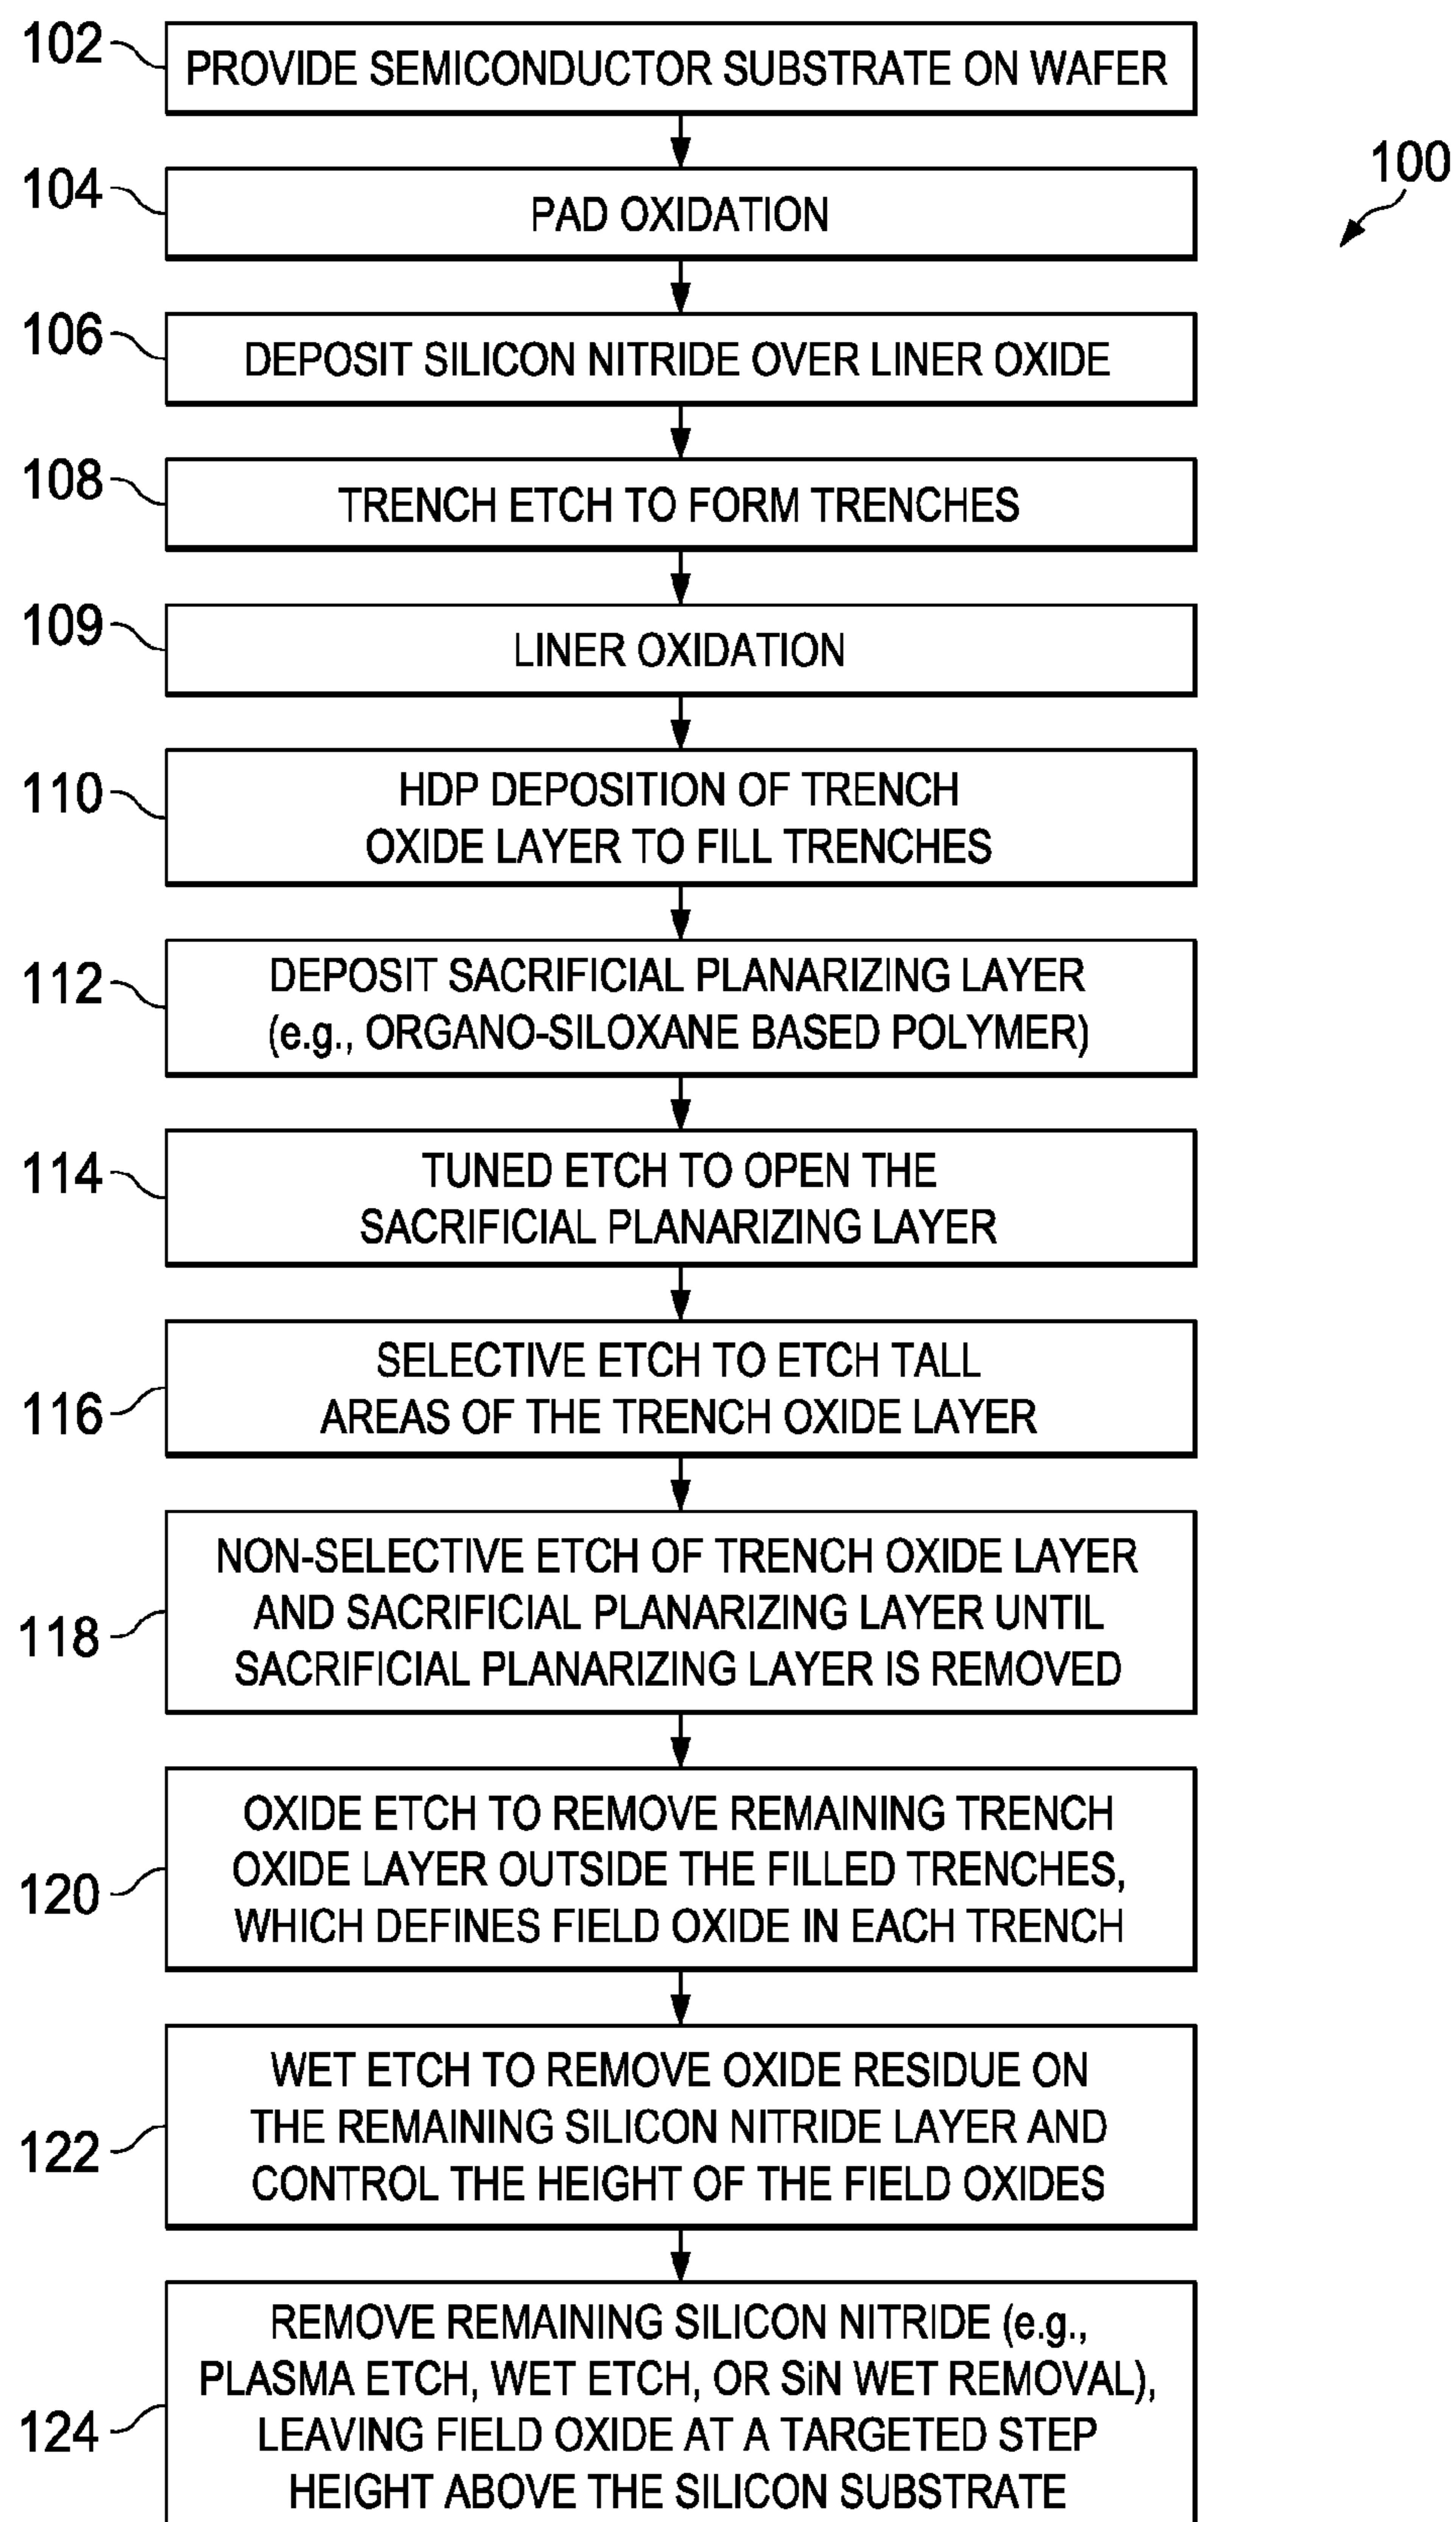 102
PROVIDE SEMICONDUCTOR SUBSTRATE ON WAFER
100
104
PAD OXIDATION
106
DEPOSIT SILICON NITRIDE OVER LINER OXIDE
108
TRENCH ETCH TO FORM TRENCHES
109
LINER OXIDATION
110
HDP DEPOSITION OF TRENCH
OXIDE LAYER TO FILL TRENCHES
112
DEPOSIT SACRIFICIAL PLANARIZING LAYER
(e.g., ORGANO-SILOXANE BASED POLYMER)
114
TUNED ETCH TO OPEN THE
SACRIFICIAL PLANARIZING LAYER
116
SELECTIVE ETCH TO ETCH TALL
AREAS OF THE TRENCH OXIDE LAYER
118
NON-SELECTIVE ETCH OF TRENCH OXIDE LAYER
AND SACRIFICIAL PLANARIZING LAYER UNTIL
SACRIFICIAL PLANARIZING LAYER IS REMOVED
120
OXIDE ETCH TO REMOVE REMAINING TRENCH
OXIDE LAYER OUTSIDE THE FILLED TRENCHES,
WHICH DEFINES FIELD OXIDE IN EACH TRENCH
122
WET ETCH TO REMOVE OXIDE RESIDUE ON
THE REMAINING SILICON NITRIDE LAYER AND
CONTROL THE HEIGHT OF THE FIELD OXIDES
124
REMOVE REMAINING SILICON NITRIDE (e.g.,
PLASMA ETCH, WET ETCH, OR SiN WET REMOVAL),
LEAVING FIELD OXIDE AT A TARGETED STEP
HEIGHT ABOVE THE SILICON SUBSTRATE